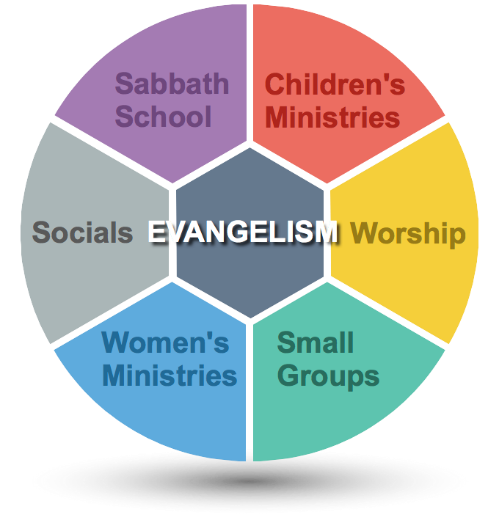 Sabbath
School
Children's
Ministries
Socials
EVANGELISM
Worship
Women's
Ministries
Small
Groups